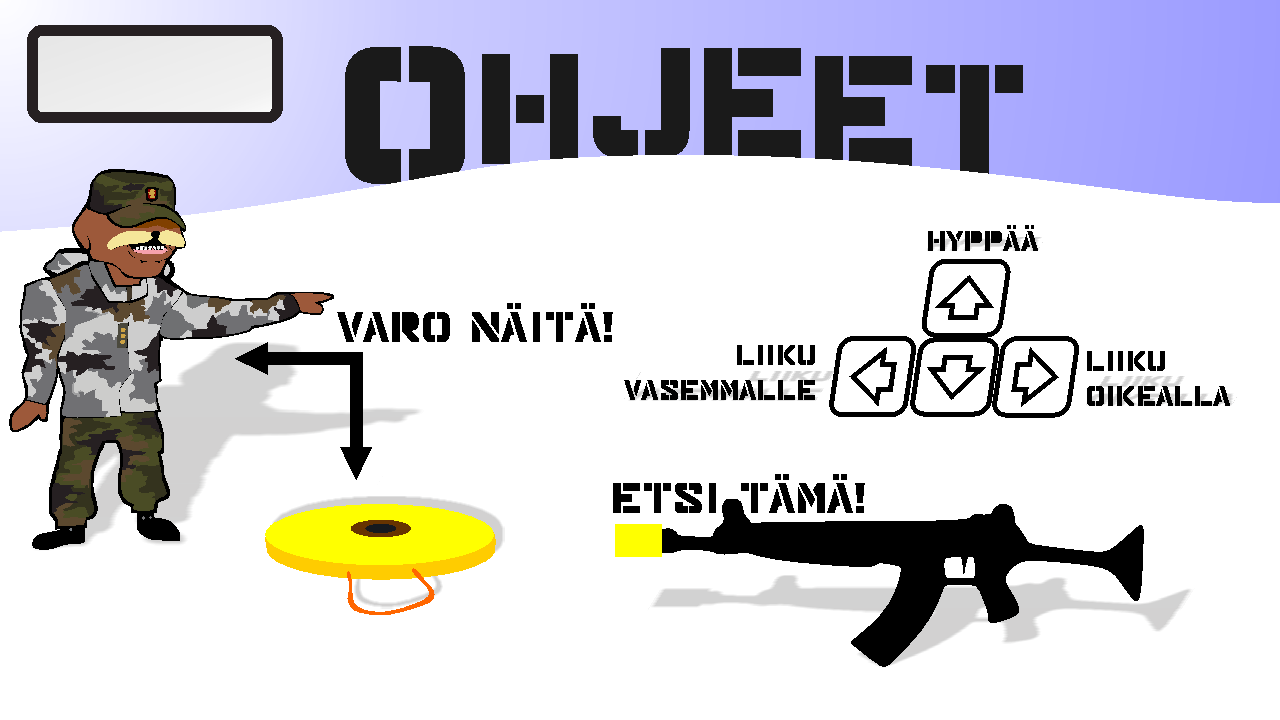 OHJEET
HYPPÄÄ
VARO NÄITÄ!
LIIKU
VASEMMALLE
LIIKU
OIKEALLA
ETSI TÄMÄ!